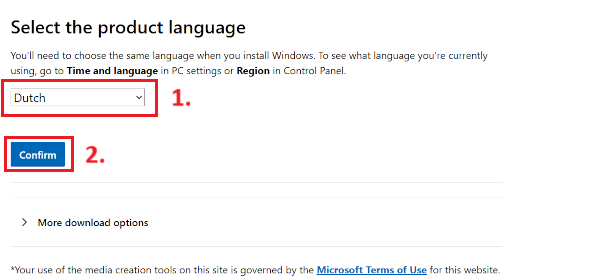 Select the product language
You'll need to choose the same language when you install Windows. To see what language you're currently
using, go to Time and language in PC settings or Region in Control Panel.
Dutch 1.
Confirm 2.
More download options
*Your use of the media creation tools on this site is governed by the Microsoft Terms of Use for this website.